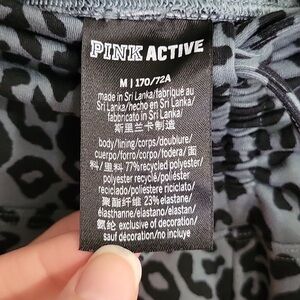 PINK ACTIVE
M | 170/72A
made in Sri Lanka/fabriqué au
Sri Lanka/hecho en Sri Lanka/
fabbricato in Sri Lanka
斯里兰卡制造
body/lining/corps/doublure/
cuerpo/forro/corpo/fodera/面
料/里料 77% recycled polyester/
polyester recyclé/poliéster
reciclado/poliestere riciclato/
聚酯纤维 23% elastane/
élasthanne/elastano/elastan/
氨纶 exclusive of decoration/
sauf décoration/no incluye